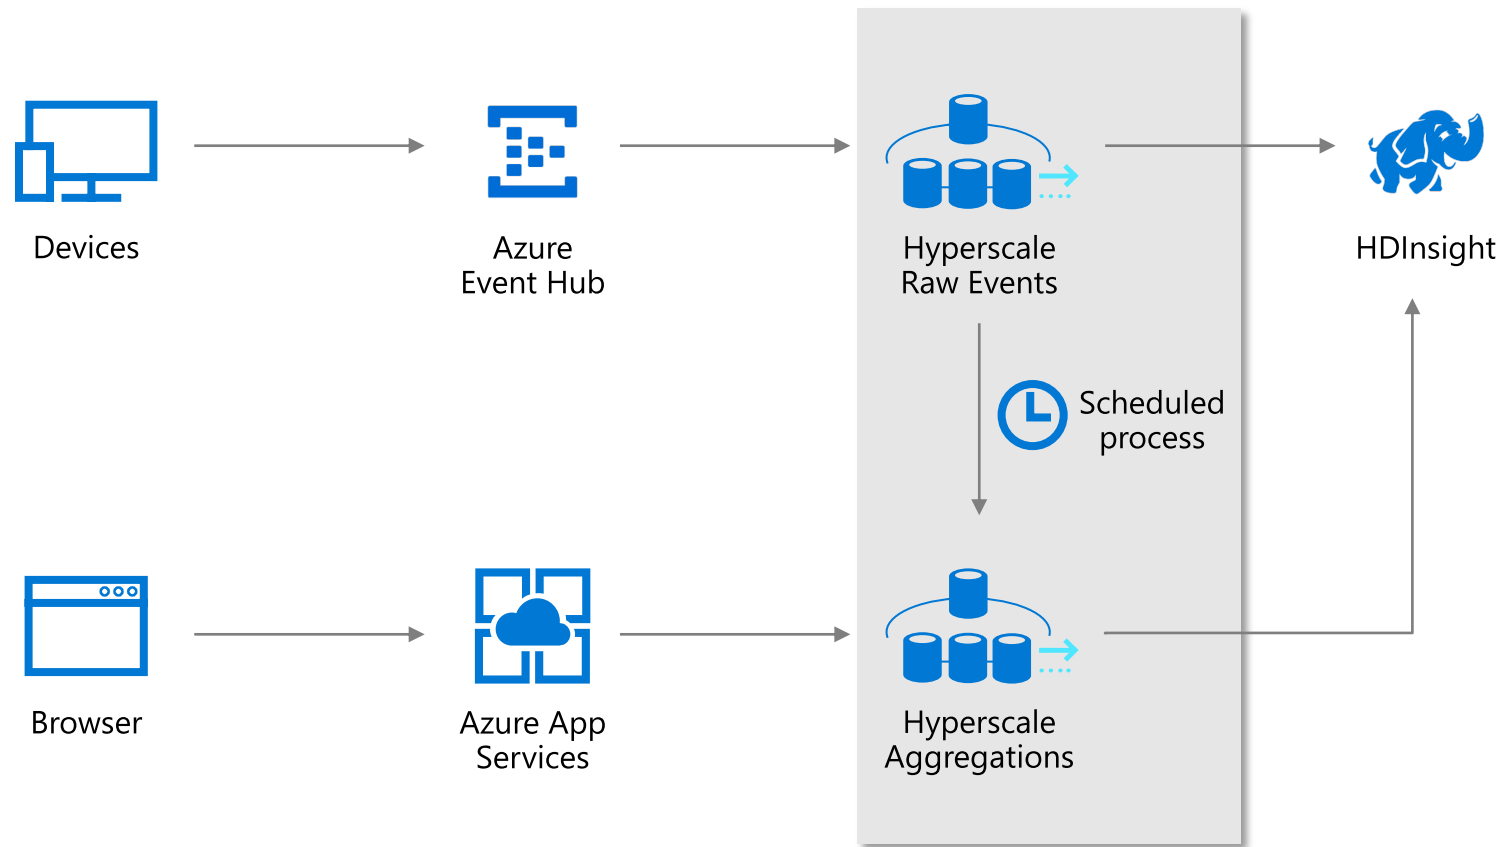 Devices
Azure
Event Hub
Hyperscale
Raw Events
HDInsight
Scheduled
process
Browser
Azure App
Services
Hyperscale
Aggregations